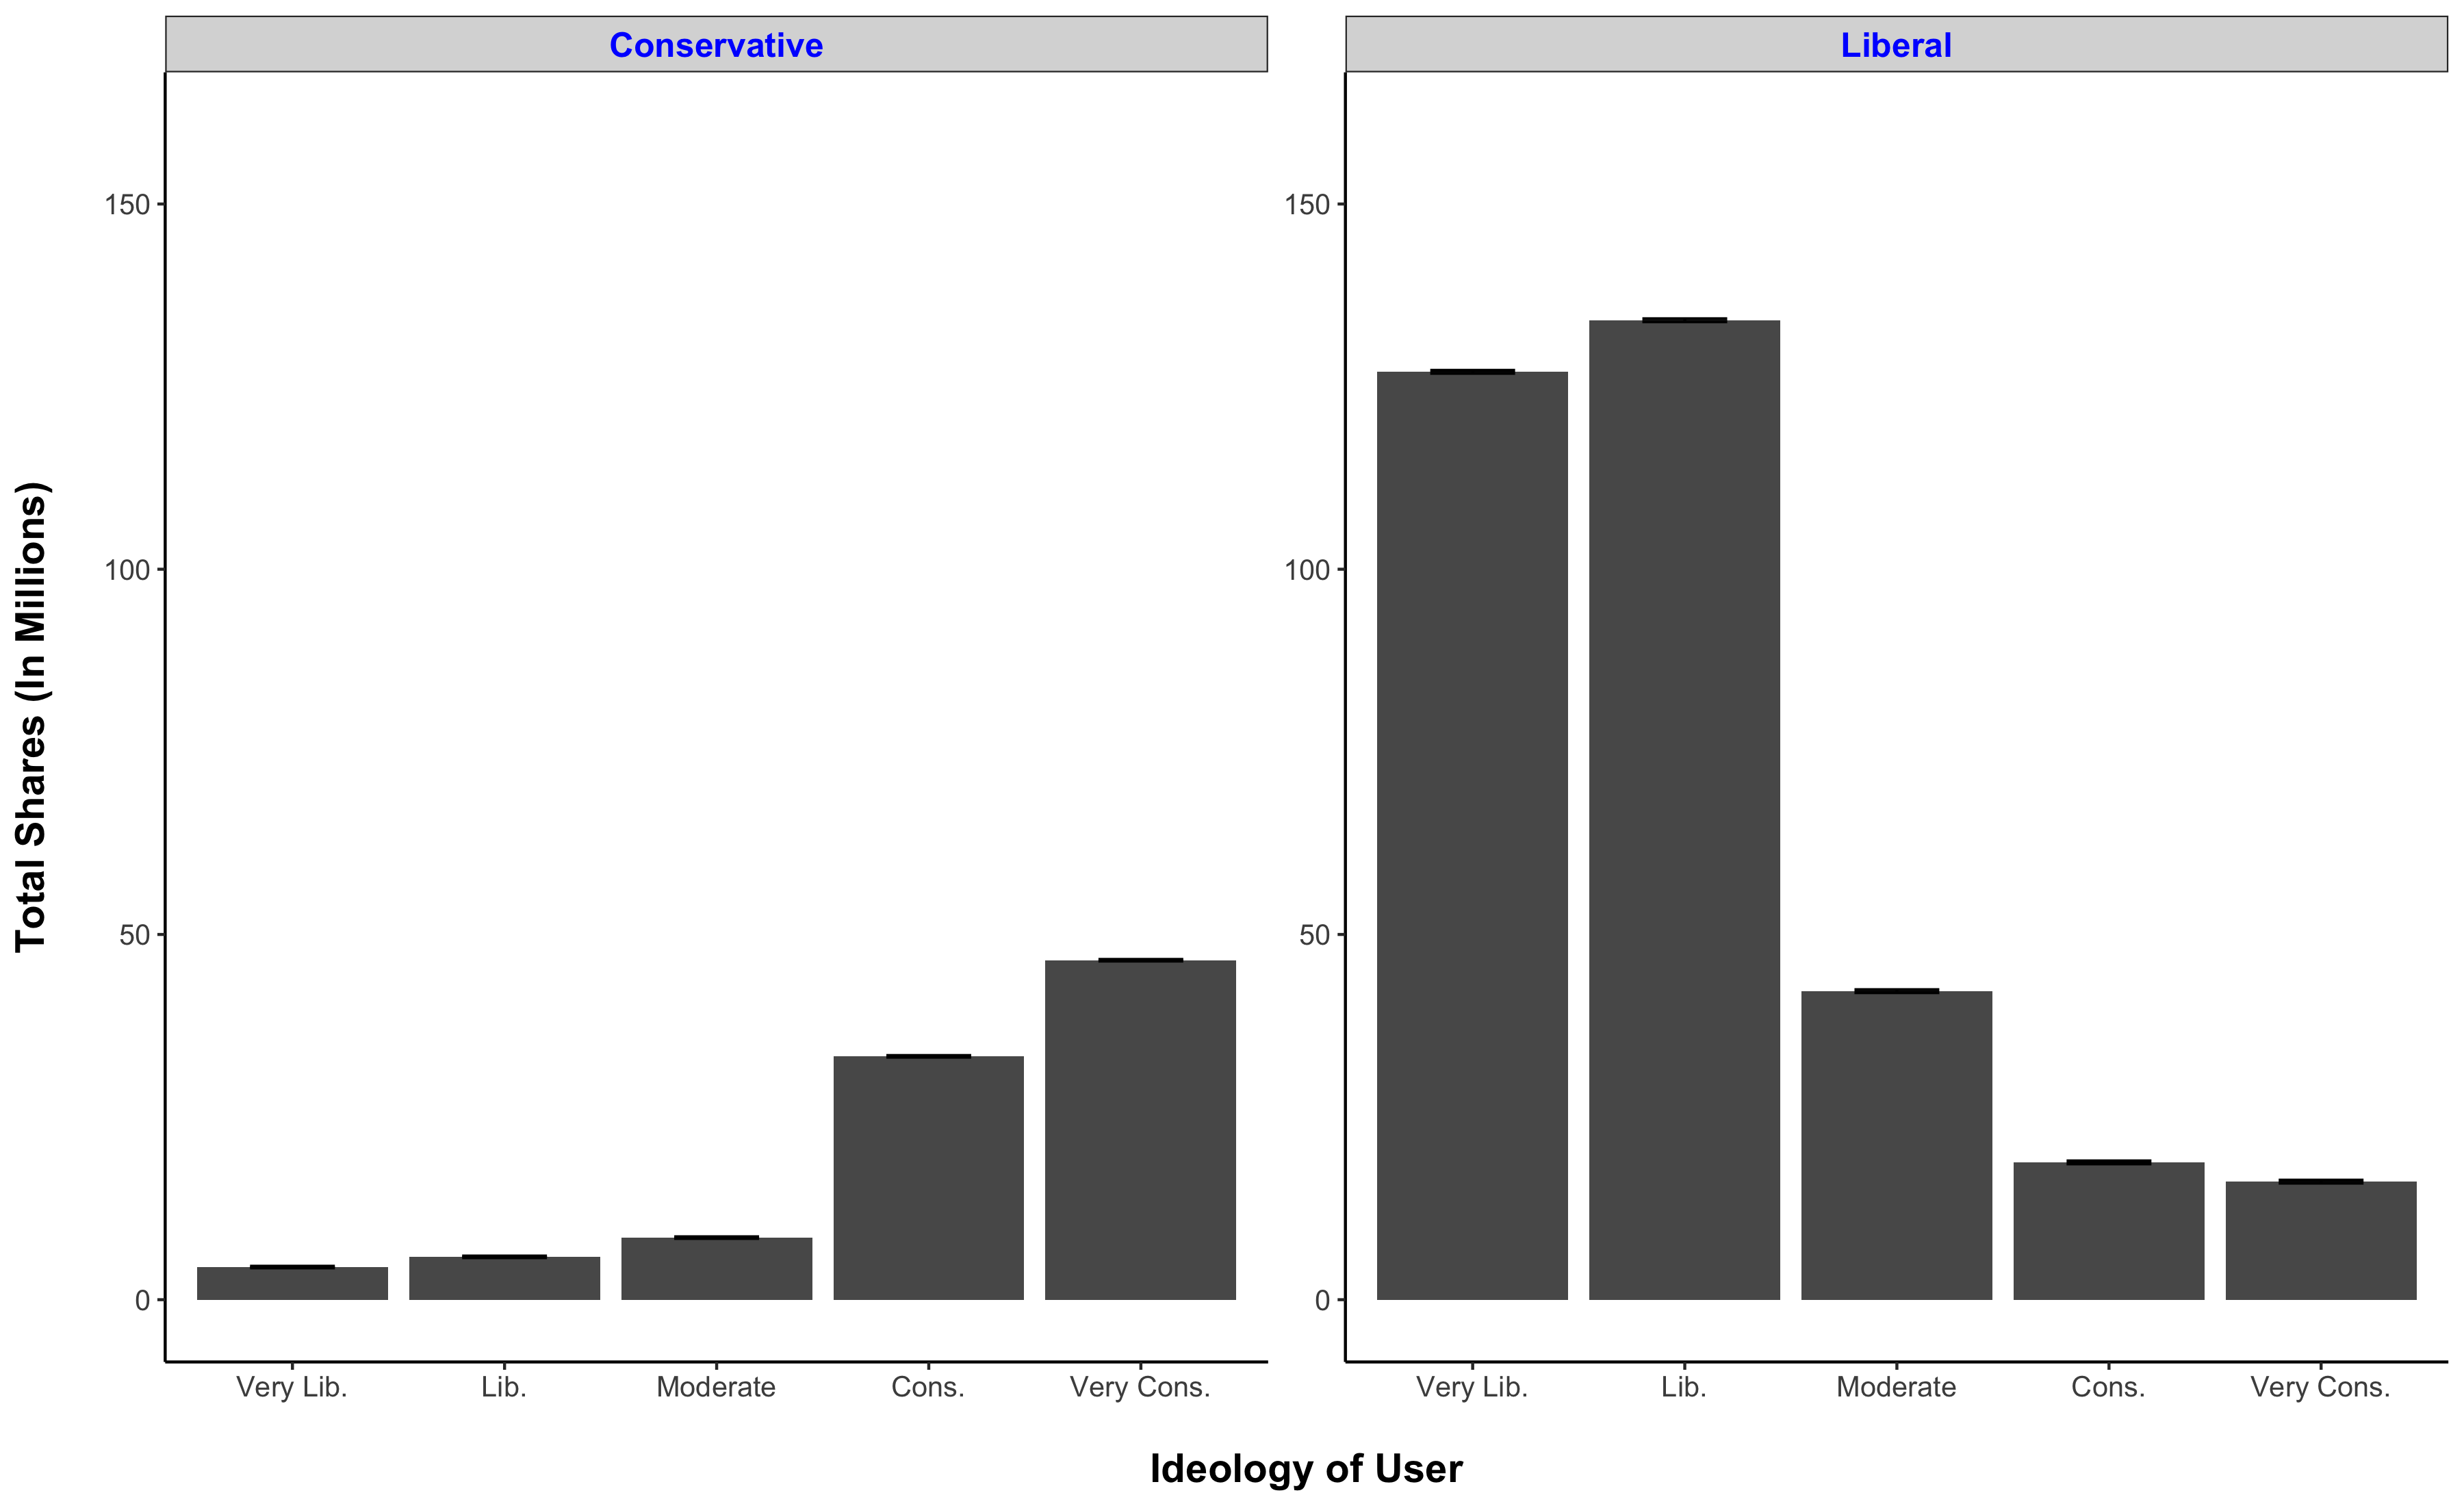 Conservative
Liberal
Total Shares (In Millions)
150
100
50
0
150
100
50
0
Very Lib.
Lib.
Moderate
Cons.
Very Cons.
Very Lib.
Lib.
Moderate
Cons.
Very Cons.
Ideology of User